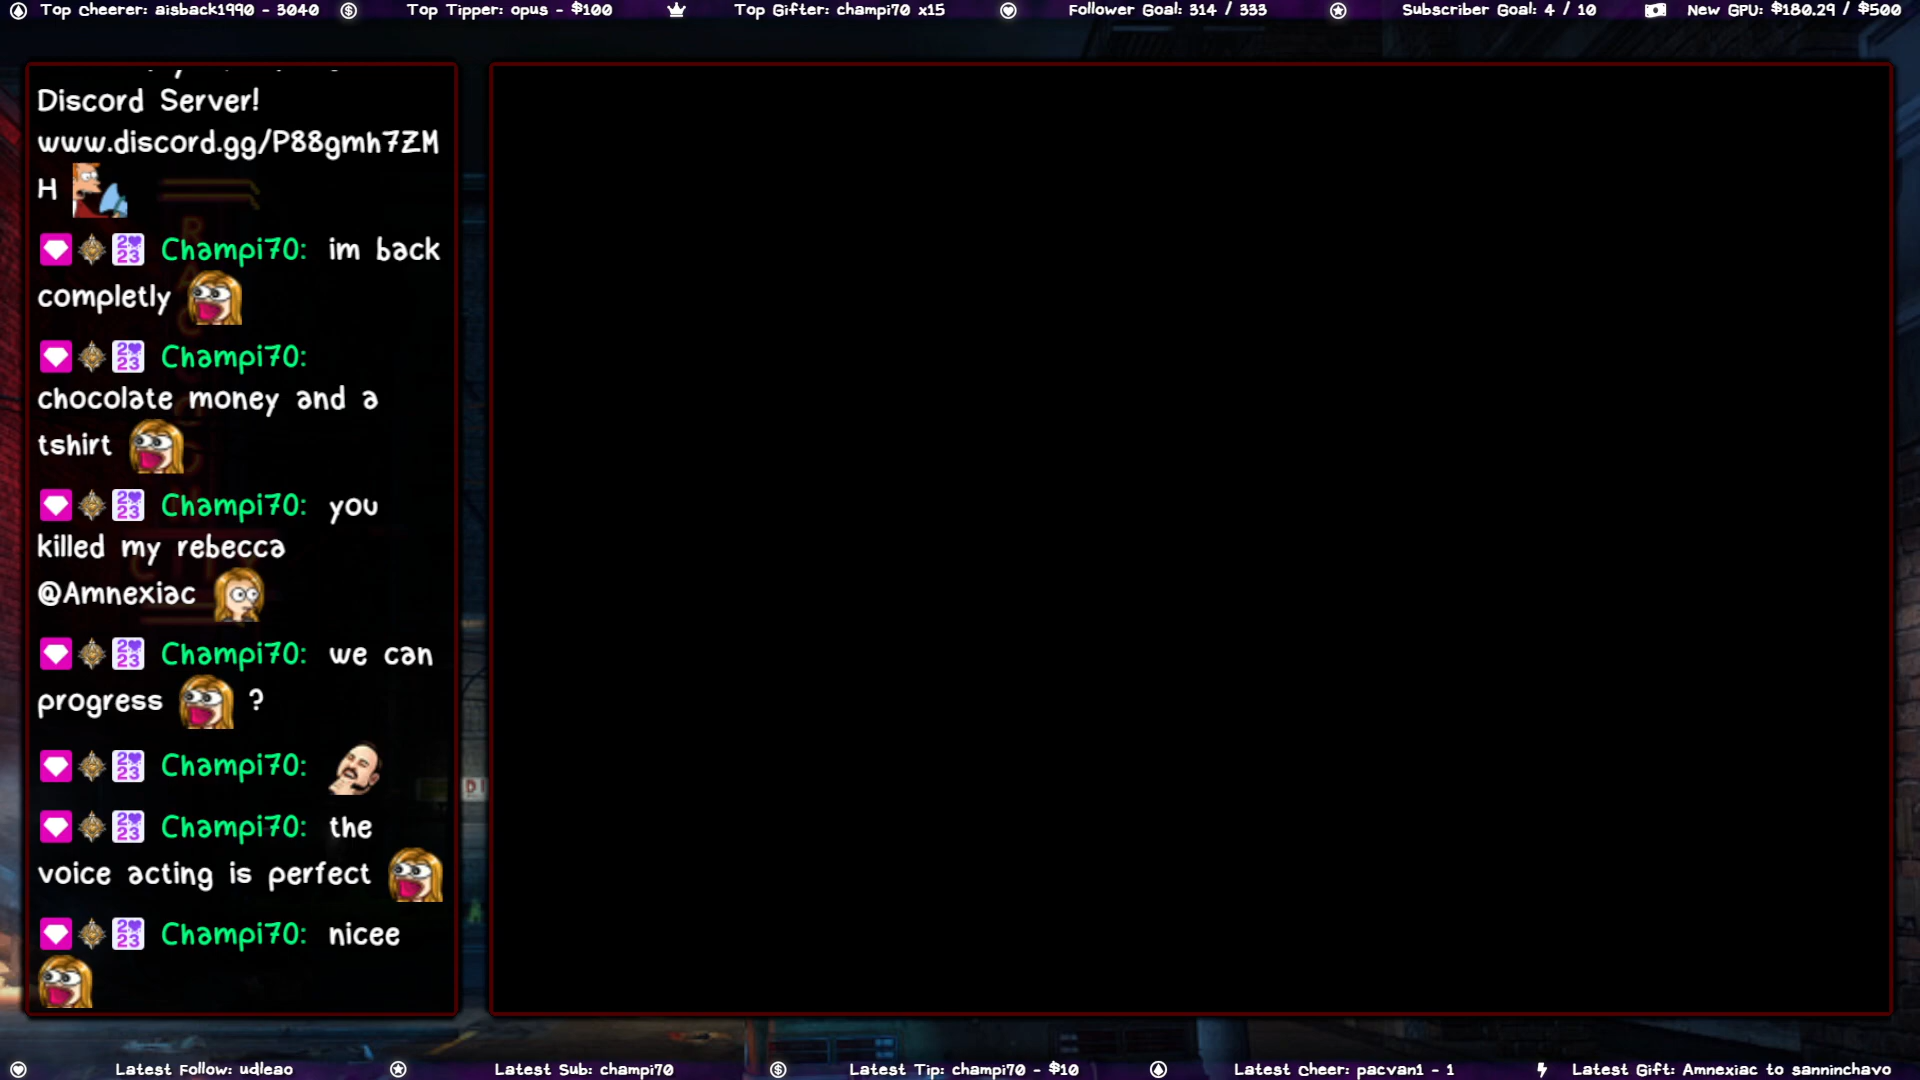 Top Cheerer: aisback1990 - 3040
Top Tipper: opus - $100
Top Gifter: champi70 x15
Follower Goal: 314 / 333
Subscriber Goal: 4 / 10
New GPU: $180.29 / $500
Discord Server!
www.discord.gg/P88gmh7ZM
H
Champi70: im back
completly
Champi70:
chocolate money and a
tshirt
Champi70: you
killed my rebecca
@Amnexiac
Champi70: we can
progress ?
Champi70:
Champi70: the
voice acting is perfect
Champi70: nicee
Latest Follow: udleao
Latest Sub: champi70
Latest Tip: champi70 - $10
Latest Cheer: pacvan1 - 1
Latest Gift: Amnexiac to sanninchavo